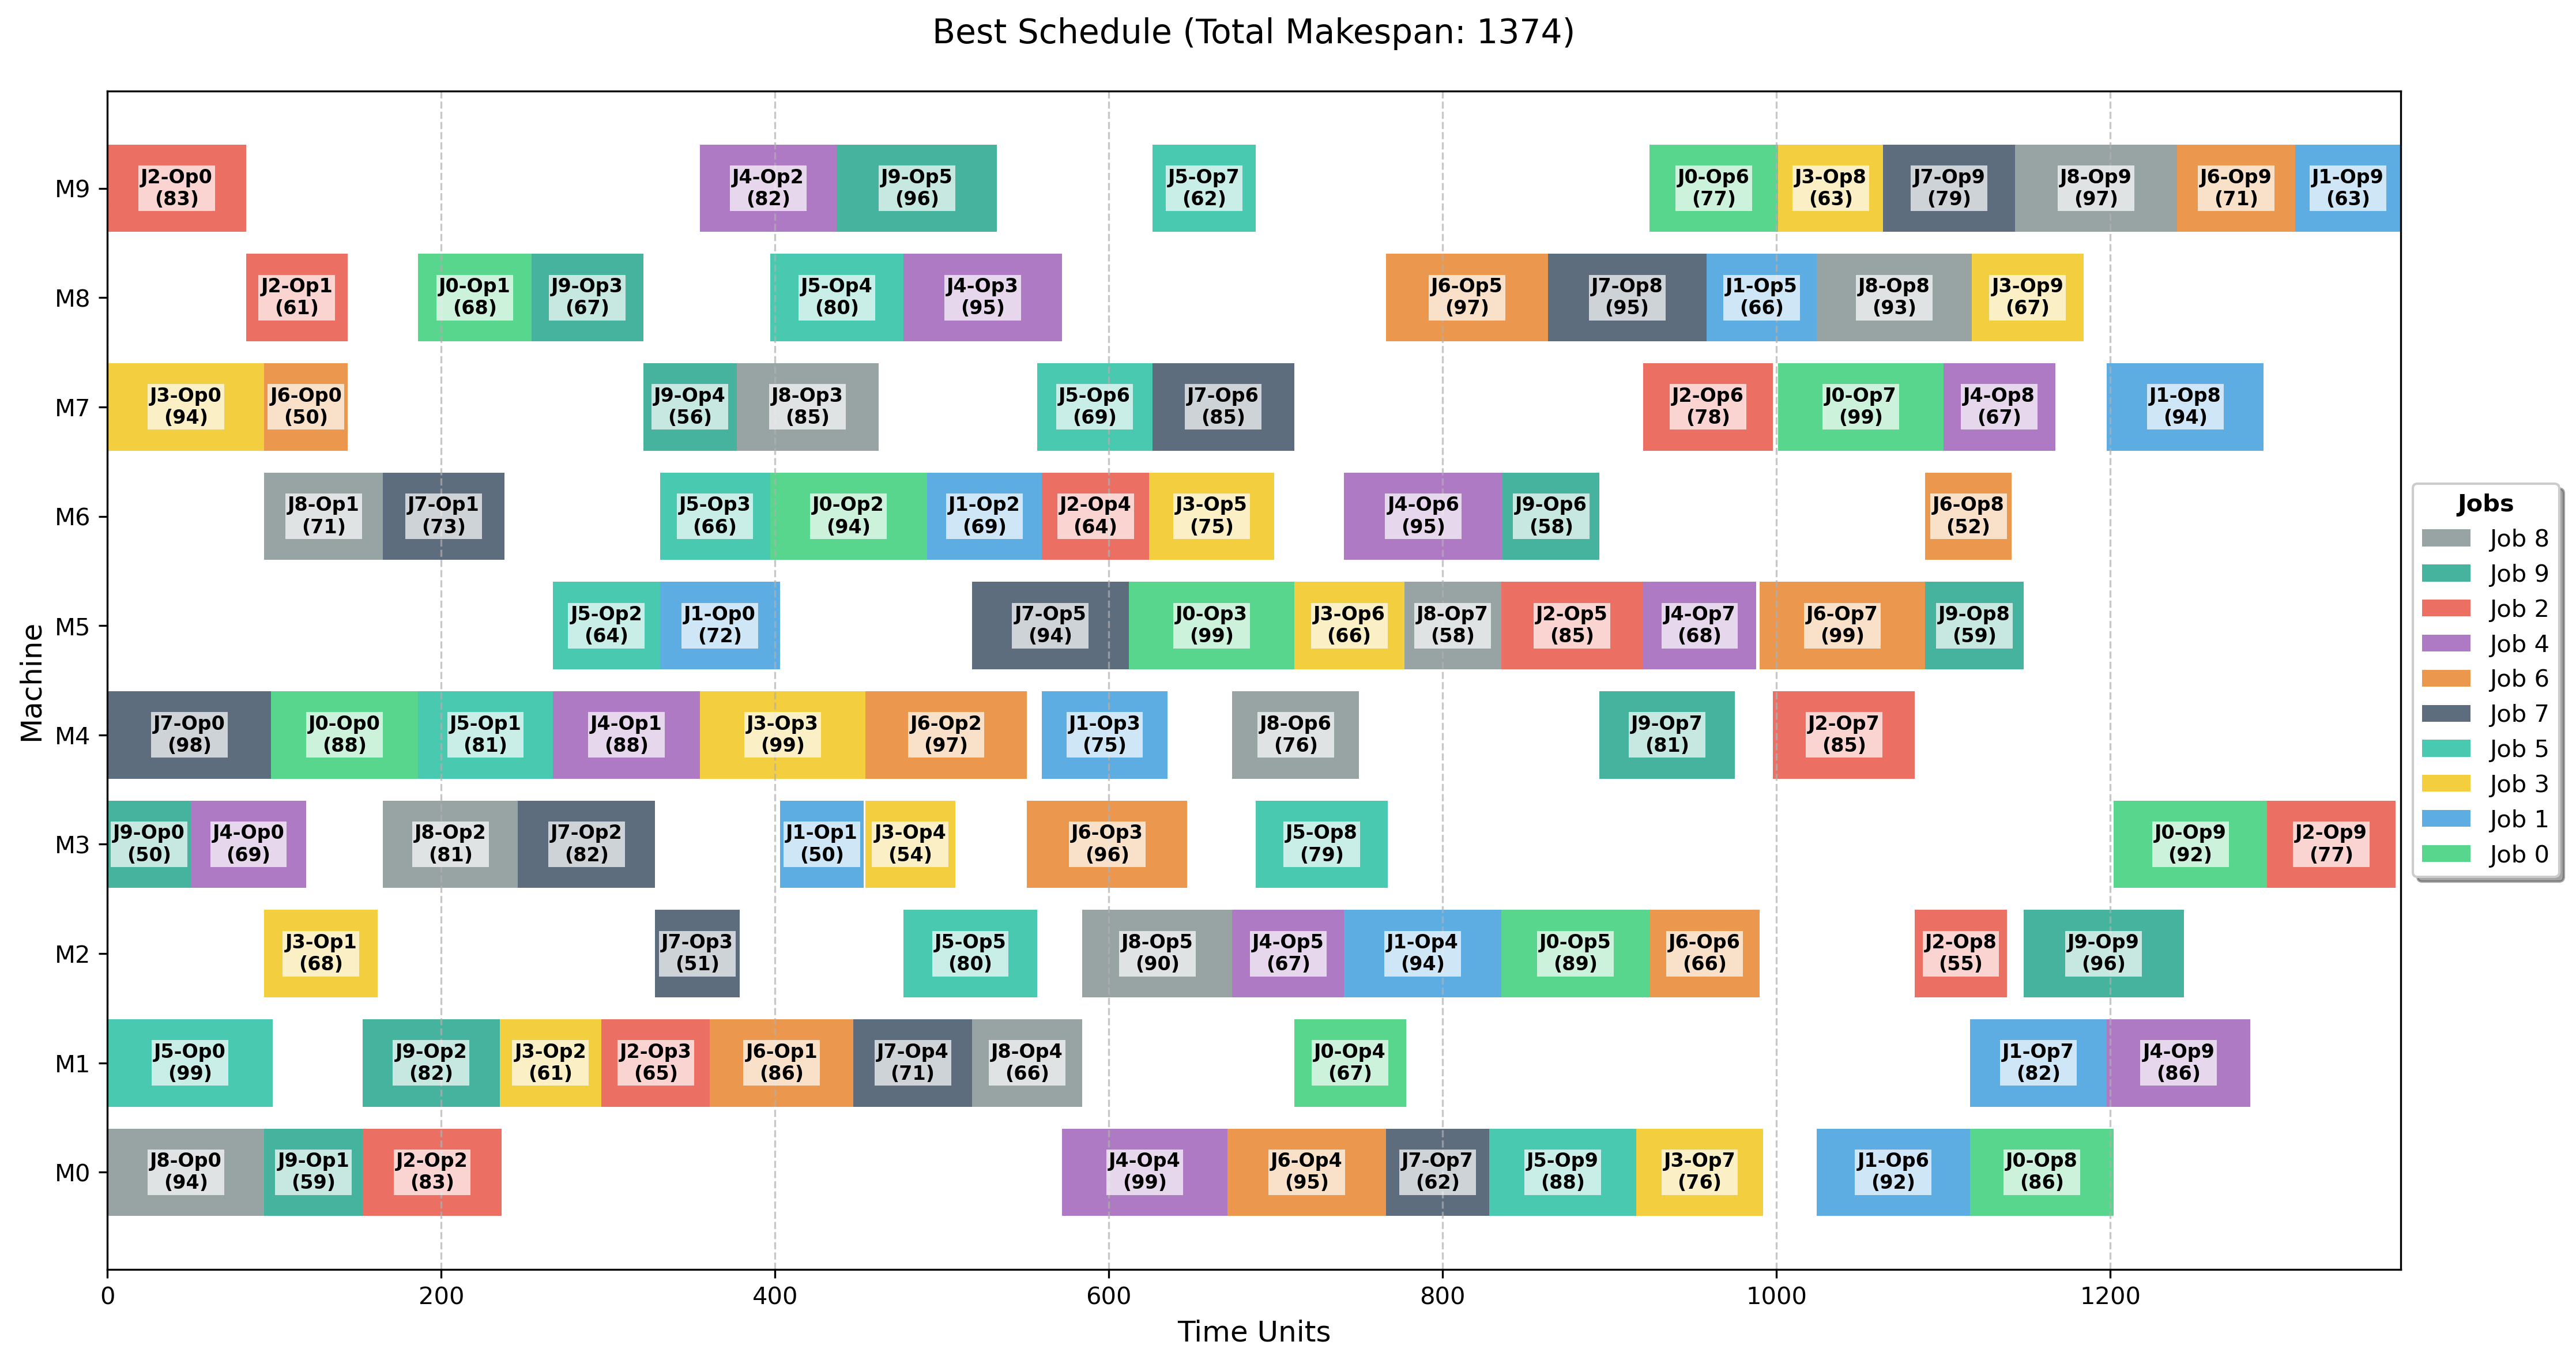 Best Schedule (Total Makespan: 1374)
Machine
M9
J2-Op0
(83)
J4-Op2
(82)
J9-Op5
(96)
J5-Op7
(62)
J0-Op6
(77)
J3-Op8
(63)
J7-Op9
(79)
J8-Op9
(97)
J6-Op9
(71)
J1-Op9
(63)
M8
J2-Op1
(61)
J0-Op1
(68)
J9-Op3
(67)
J5-Op4
(80)
J4-Op3
(95)
J6-Op5
(97)
J7-Op8
(95)
J1-Op5
(66)
J8-Op8
(93)
J3-Op9
(67)
M7
J3-Op0
(94)
J6-Op0
(50)
J9-Op4
(56)
J8-Op3
(85)
J5-Op6
(69)
J7-Op6
(85)
J2-Op6
(78)
J0-Op7
(99)
J4-Op8
(67)
J1-Op8
(94)
M6
J8-Op1
(71)
J7-Op1
(73)
J5-Op3
(66)
J0-Op2
(94)
J1-Op2
(69)
J2-Op4
(64)
J3-Op5
(75)
J4-Op6
(95)
J9-Op6
(58)
J6-Op8
(52)
M5
J5-Op2
(64)
J1-Op0
(72)
J7-Op5
(94)
J0-Op3
(99)
J3-Op6
(66)
J8-Op7
(58)
J2-Op5
(85)
J4-Op7
(68)
J6-Op7
(99)
J9-Op8
(59)
M4
J7-Op0
(98)
J0-Op0
(88)
J5-Op1
(81)
J4-Op1
(88)
J3-Op3
(99)
J6-Op2
(97)
J1-Op3
(75)
J8-Op6
(76)
J9-Op7
(81)
J2-Op7
(85)
M3
J9-Op0
(50)
J4-Op0
(69)
J8-Op2
(81)
J7-Op2
(82)
J1-Op1
(50)
J3-Op4
(54)
J6-Op3
(96)
J5-Op8
(79)
J0-Op9
(92)
J2-Op9
(77)
M2
J3-Op1
(68)
J7-Op3
(51)
J5-Op5
(80)
J8-Op5
(90)
J4-Op5
(67)
J1-Op4
(94)
J0-Op5
(89)
J6-Op6
(66)
J2-Op8
(55)
J9-Op9
(96)
M1
J5-Op0
(99)
J9-Op2
(82)
J3-Op2
(61)
J2-Op3
(65)
J6-Op1
(86)
J7-Op4
(71)
J8-Op4
(66)
J0-Op4
(67)
J1-Op7
(82)
J4-Op9
(86)
M0
J8-Op0
(94)
J9-Op1
(59)
J2-Op2
(83)
J4-Op4
(99)
J6-Op4
(95)
J7-Op7
(62)
J5-Op9
(88)
J3-Op7
(76)
J1-Op6
(92)
J0-Op8
(86)
0 200 400 600 800 1000 1200
Time Units
Jobs
Job 8
Job 9
Job 2
Job 4
Job 6
Job 7
Job 5
Job 3
Job 1
Job 0